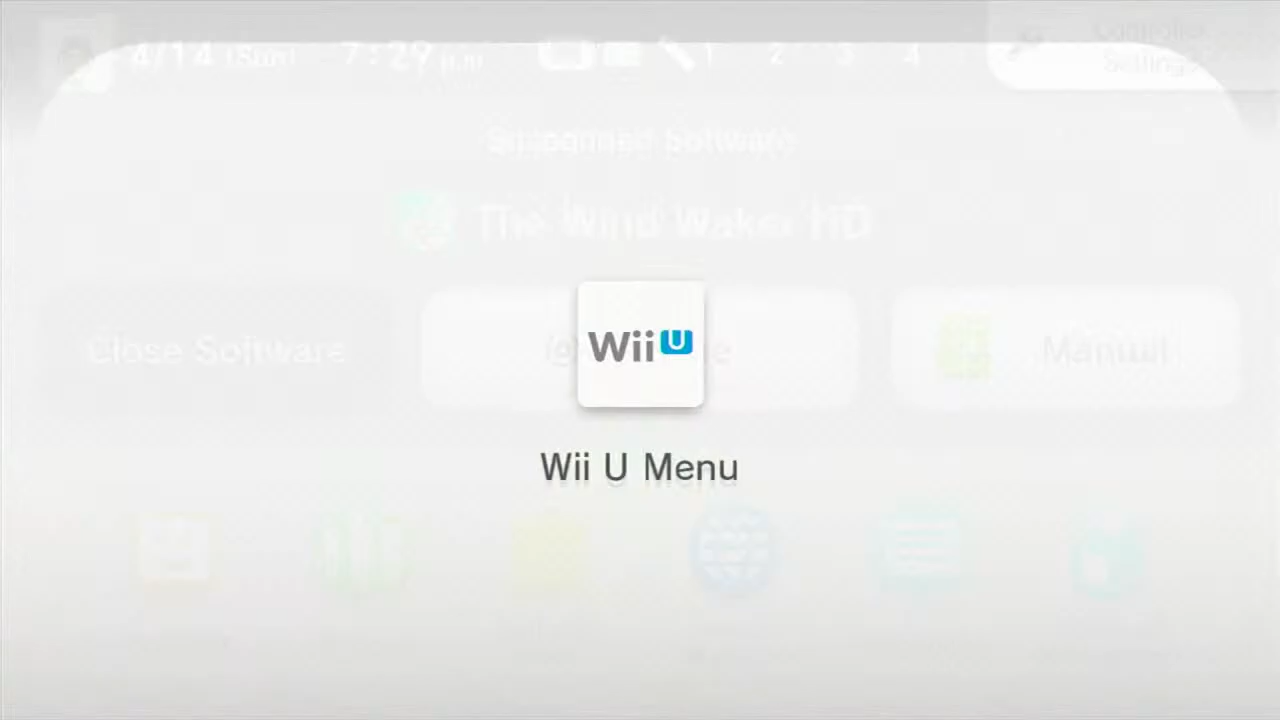 4/14 (Sun) 7:29 1 2 3 4 Controller
Settings
Suspended Software
The Wind Waker HD
Close Software
Manual
Wii U
Wii U Menu